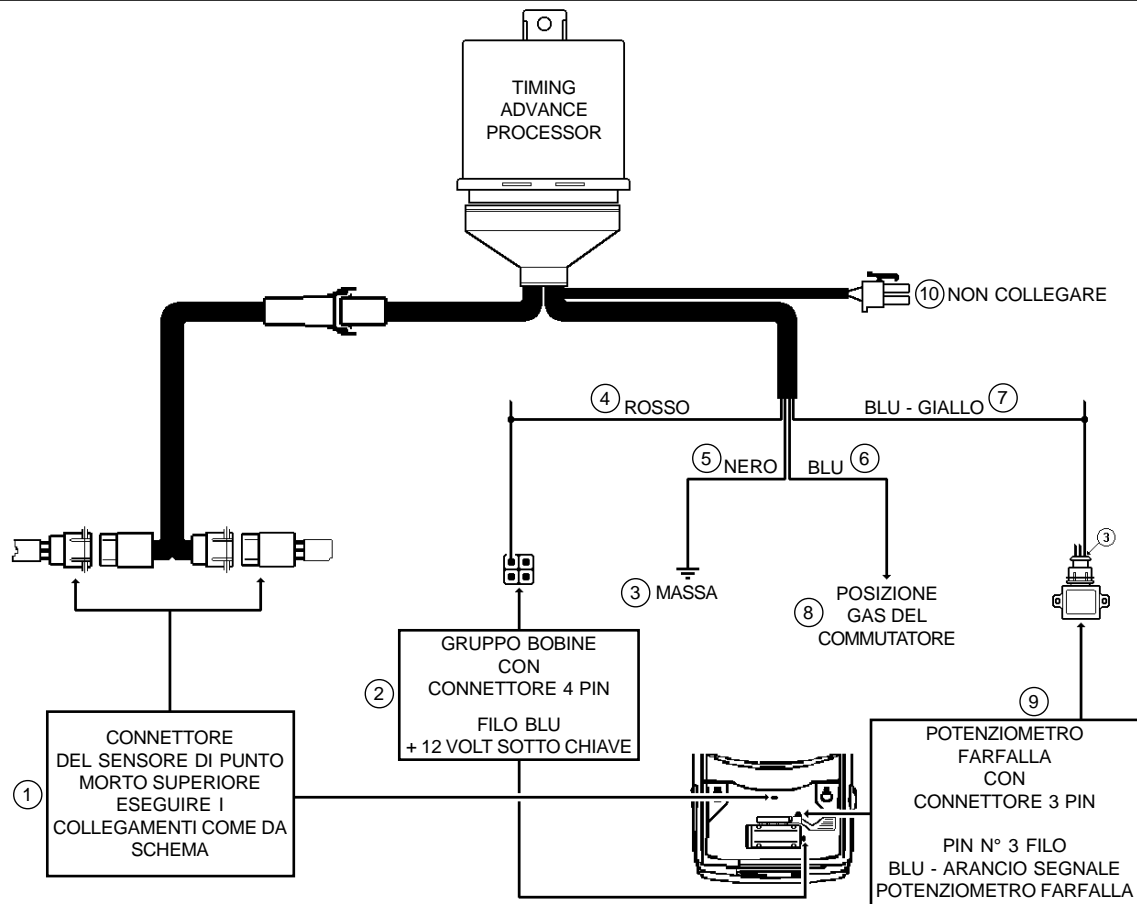 TIMING
ADVANCE
PROCESSOR
10 NON COLLEGARE
4 ROSSO
BLU - GIALLO 7
5 NERO
BLU 6
3
3 MASSA
8 POSIZIONE
GAS DEL
COMMUTATORE
2
GRUPPO BOBINE
CON
CONNETTORE 4 PIN
FILO BLU
+ 12 VOLT SOTTO CHIAVE
1
CONNETTORE
DEL SENSORE DI PUNTO
MORTO SUPERIORE
ESEGUIRE I
COLLEGAMENTI COME DA
SCHEMA
9
POTENZIOMETRO
FARFALLA
CON
CONNETTORE 3 PIN
PIN N° 3 FILO
BLU - ARANCIO SEGNALE
POTENZIOMETRO FARFALLA